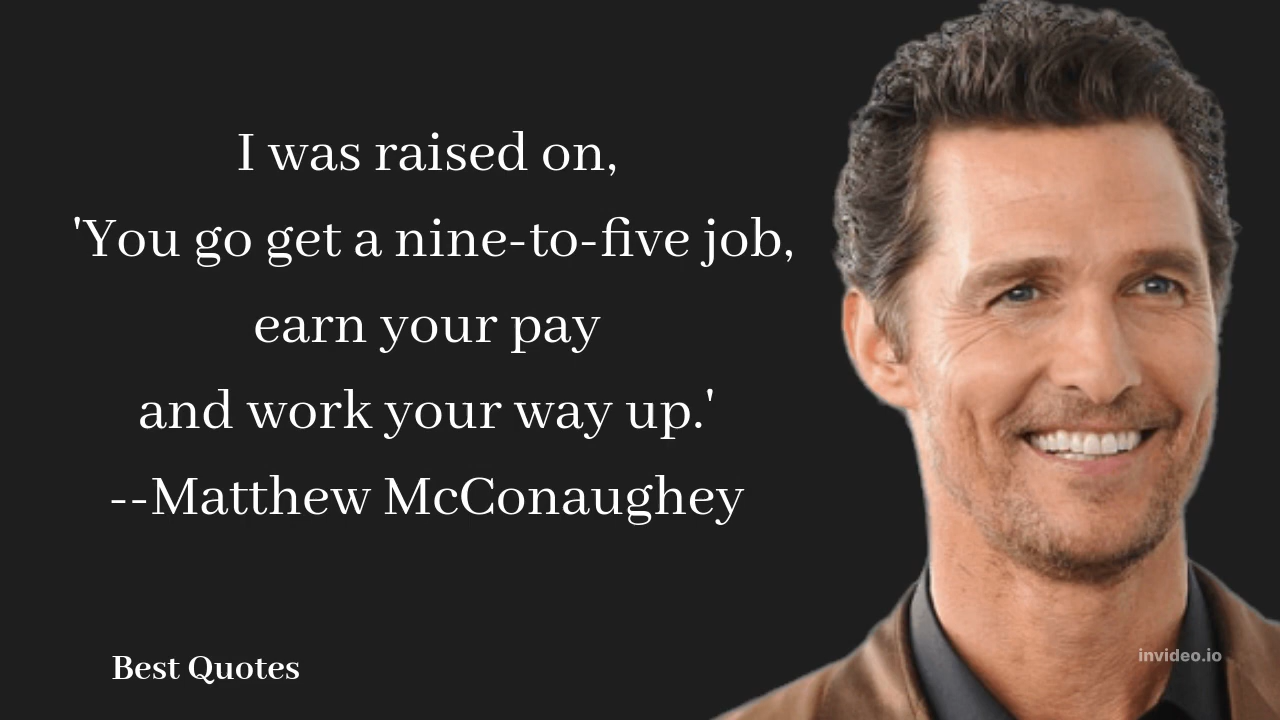 I was raised on,
'You go get a nine-to-five job,
earn your pay
and work your way up.'
--Matthew McConaughey
Best Quotes
invideo.io